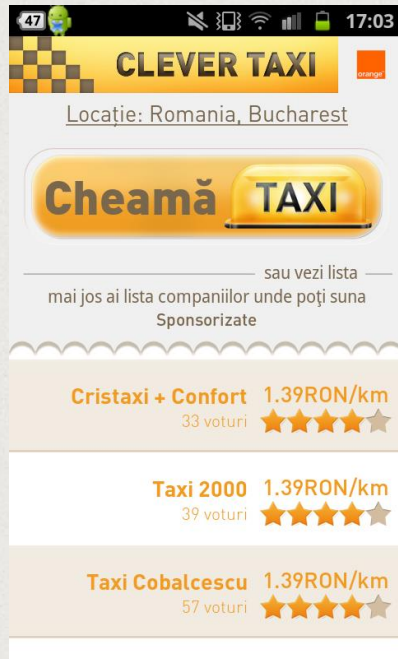 47
17:03
CLEVER TAXI
orange
Locație: Romania, Bucharest
Cheamă TAXI
sau vezi lista
mai jos ai lista companiilor unde poți suna
Sponsorizate
Cristaxi + Confort 1.39RON/km
33 voturi
Taxi 2000 1.39RON/km
39 voturi
Taxi Cobalcescu 1.39RON/km
57 voturi